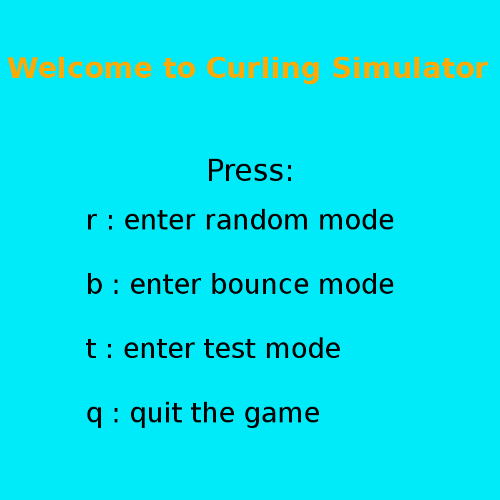 Welcome to Curling Simulator
Press:
r : enter random mode
b : enter bounce mode
t : enter test mode
q : quit the game